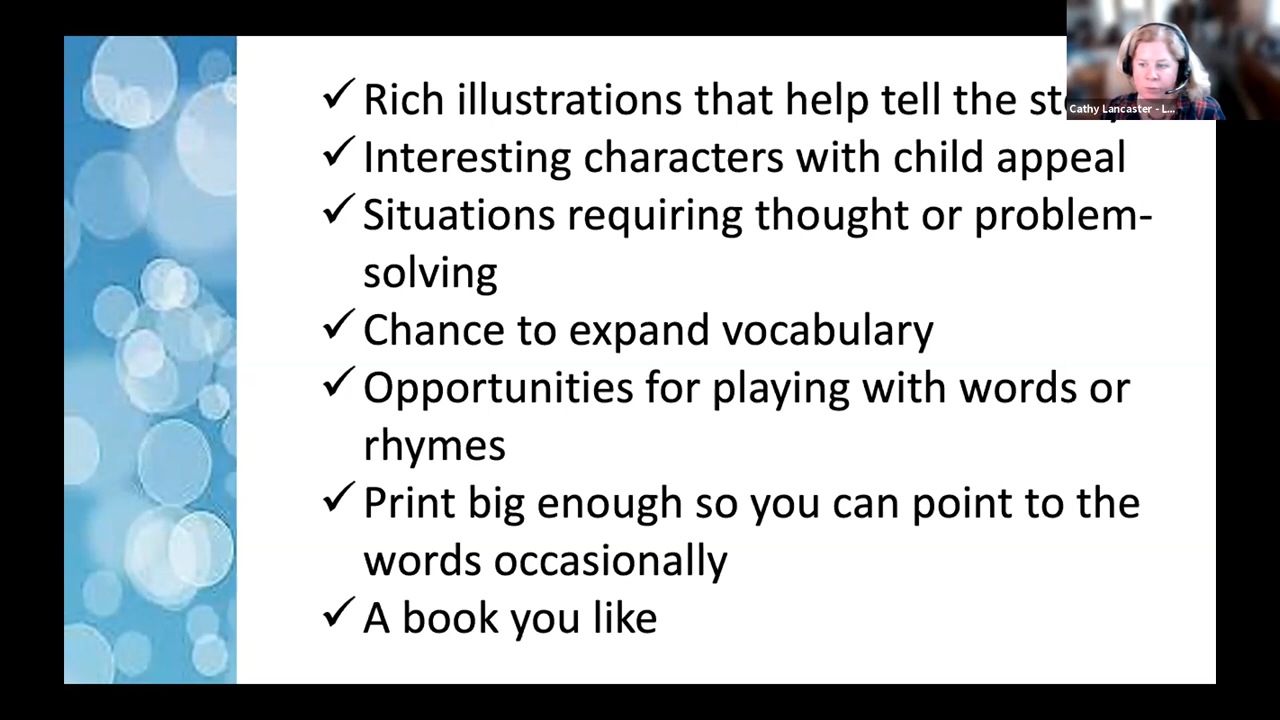 ✓ Rich illustrations that help tell the
✓ Interesting characters with child appeal
✓ Situations requiring thought or problem-
solving
✓ Chance to expand vocabulary
✓ Opportunities for playing with words or
rhymes
✓ Print big enough so you can point to the
words occasionally
✓ A book you like
Cathy Lancaster - L...